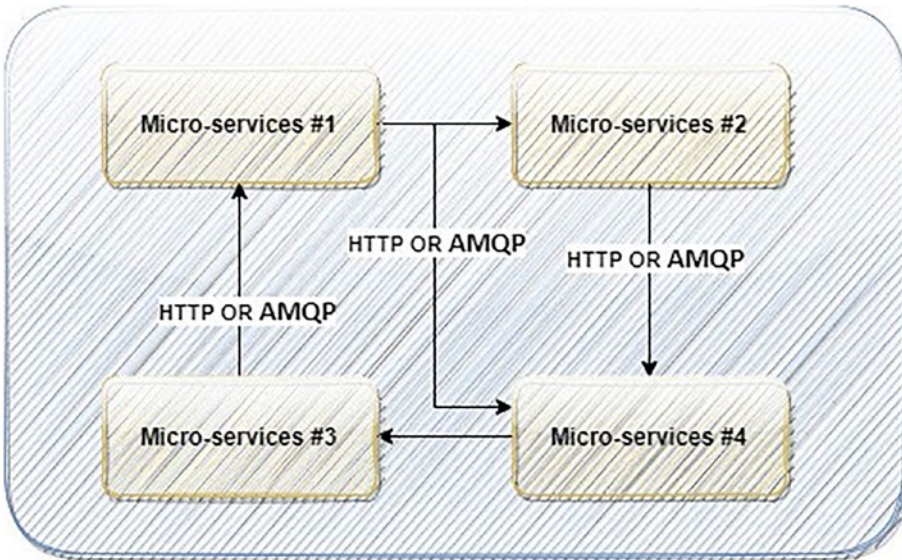 Micro-services #1
Micro-services #2
HTTP OR AMQP
HTTP OR AMQP
HTTP OR AMQP
Micro-services #3
Micro-services #4